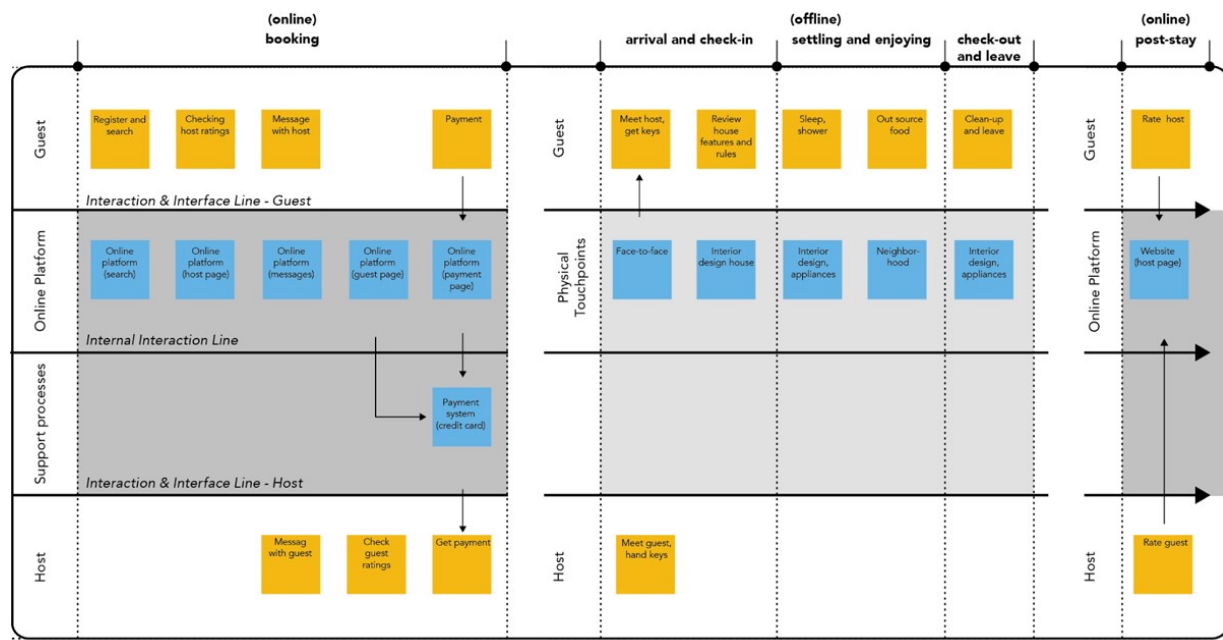 (online)
booking
(offline)
arrival and check-in
settling and enjoying
check-out
and leave
(online)
post-stay
Guest
Register and
search
Checking
host ratings
Message
with host
Payment
Guest
Meet host,
get keys
Review
house
features and
rules
Sleep,
shower
Out source
food
Clean-up
and leave
Guest
Rate host
Interaction & Interface Line - Guest
Online Platform
Online
platform
(search)
Online
platform
(host page)
Online
platform
(messages)
Online
platform
(guest page)
Online
platform
(payment
page)
Physical
Touchpoints
Face-to-face
Interior
design house
Interior
design,
appliances
Neighbor-
hood
Interior
design,
appliances
Online Platform
Website
(host page)
Internal Interaction Line
Support processes
Payment
system
(credit card)
Interaction & Interface Line - Host
Host
Messag
with guest
Check
guest
ratings
Get payment
Host
Meet guest,
hand keys
Host
Rate guest